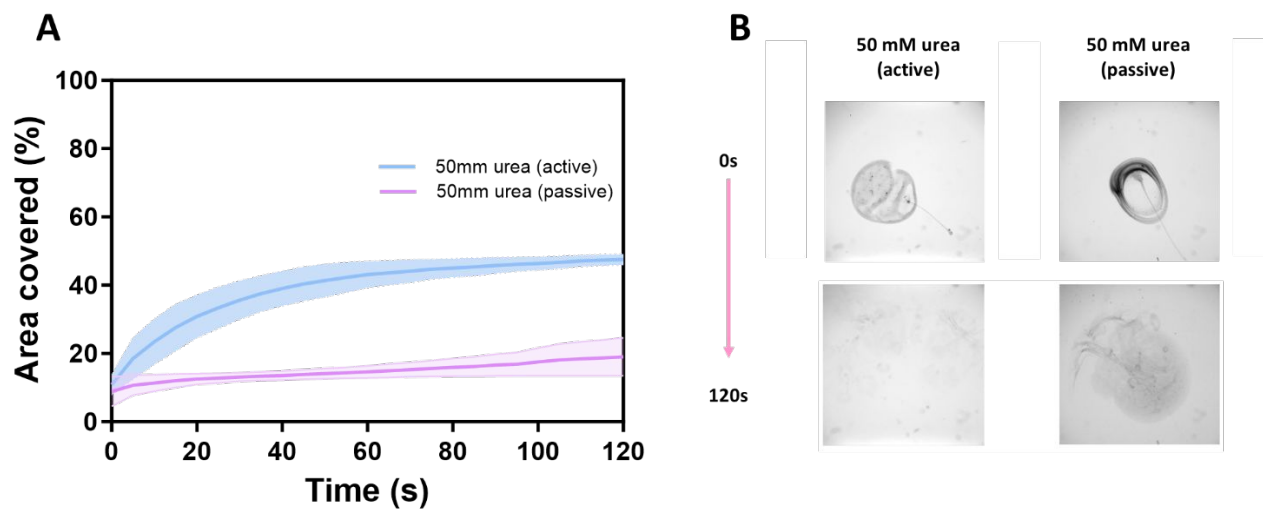 A
Area covered (%)
100
80
60
40
20
0
50mm urea (active)
50mm urea (passive)
0 20 40 60 80 100 120
Time (s)
B
50 mM urea
(active)
50 mM urea
(passive)
0s
120s